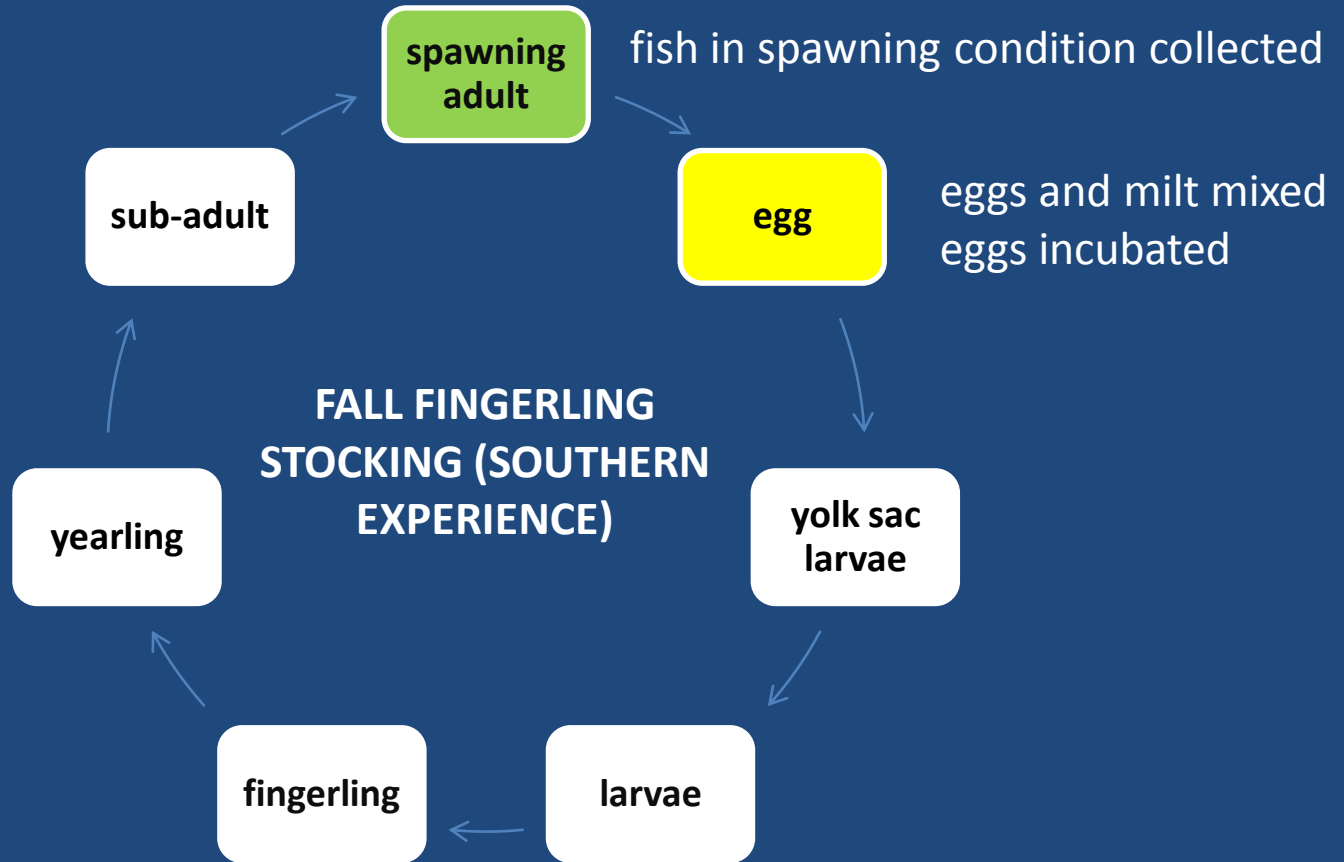 spawning
adult
fish in spawning condition collected
egg
eggs and milt mixed
eggs incubated
yolk sac
larvae
larvae
fingerling
yearling
sub-adult
FALL FINGERLING
STOCKING (SOUTHERN
EXPERIENCE)